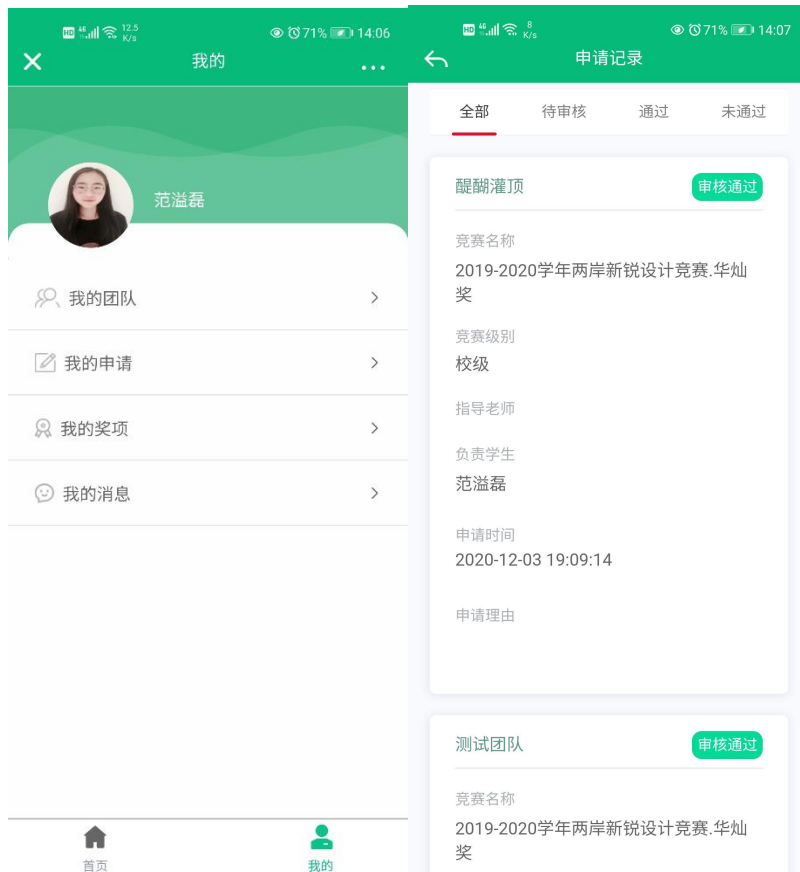 HD 46 12.5 K/s 71% 14:06
我的
范溢磊
我的团队
我的申请
我的奖项
我的消息
首页
我的
HD 46 8 K/s 71% 14:07
申请记录
全部 待审核 通过 未通过
醍醐灌顶 审核通过
竞赛名称
2019-2020学年两岸新锐设计竞赛.华灿
奖
竞赛级别
校级
指导老师
负责学生
范溢磊
申请时间
2020-12-03 19:09:14
申请理由
测试团队 审核通过
竞赛名称
2019-2020学年两岸新锐设计竞赛.华灿
奖